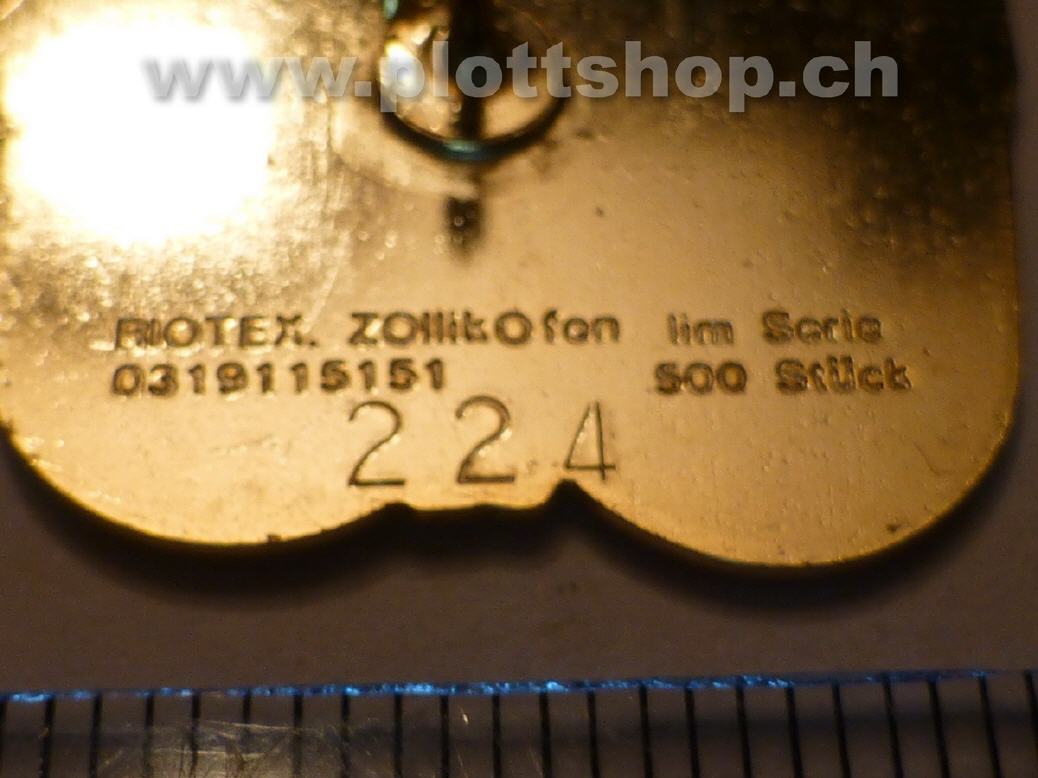 www.plottshop.ch
RIOTEX. ZOllikOfen lim Serie
0319115151 500 Stück
224